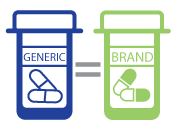 GENERIC = BRAND